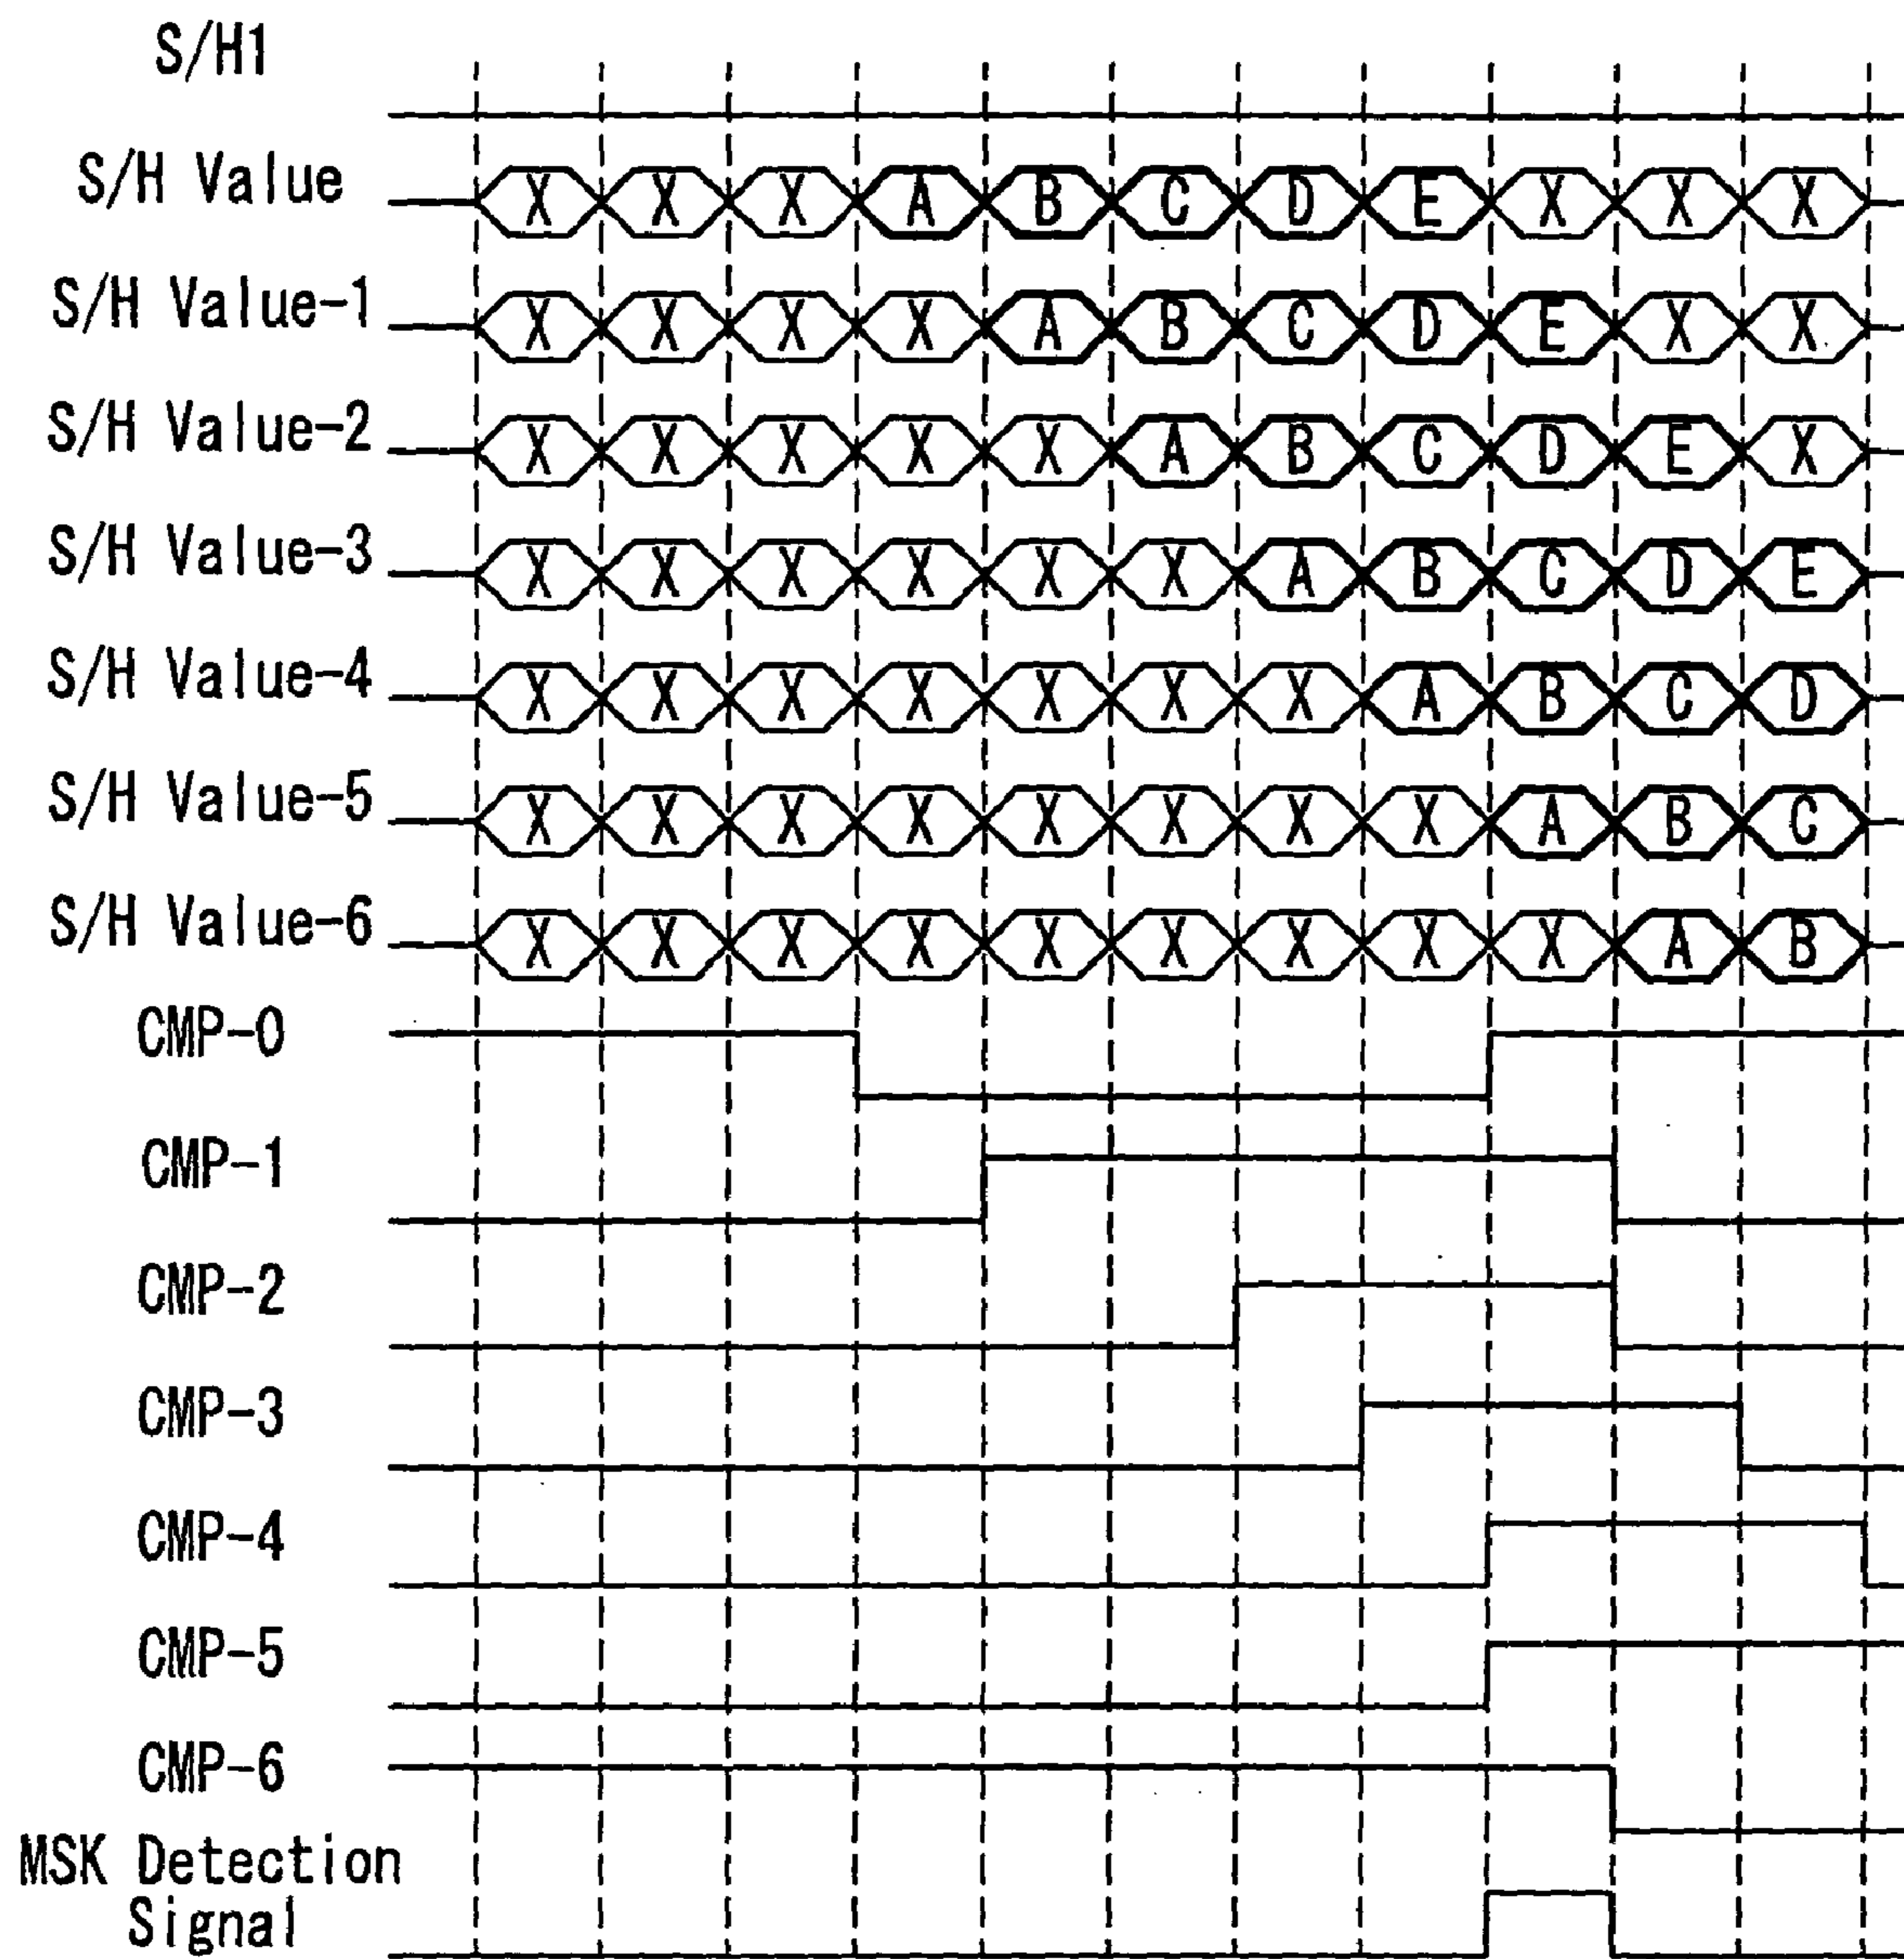 S/H1
S/H Value X X X A B C D E X X X
S/H Value-1 X X X X A B C D E X X
S/H Value-2 X X X X X A B C D E X
S/H Value-3 X X X X X X A B C D E
S/H Value-4 X X X X X X X A B C D
S/H Value-5 X X X X X X X X A B C
S/H Value-6 X X X X X X X X X A B
CMP-0
CMP-1
CMP-2
CMP-3
CMP-4
CMP-5
CMP-6
MSK Detection
Signal